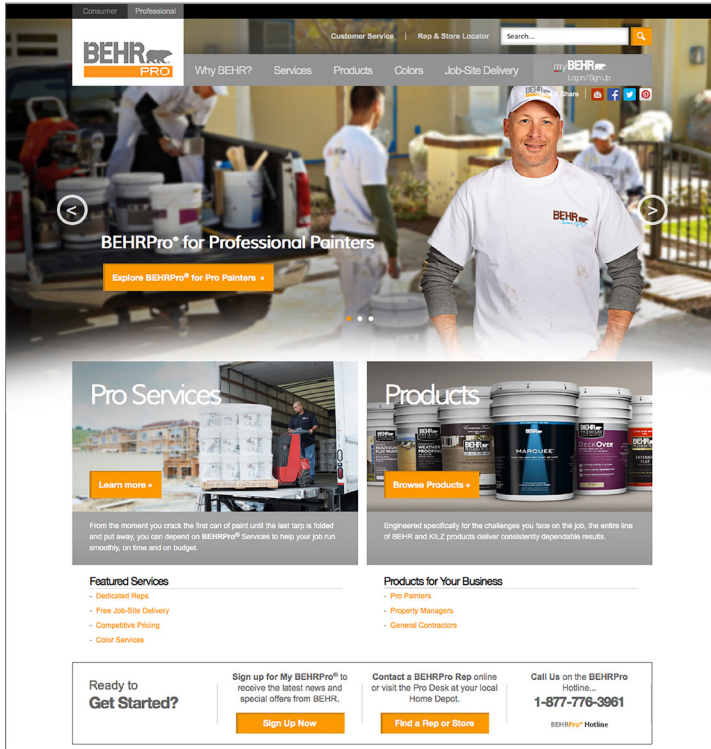 Consumer
Professional
Customer Service | Rep & Store Locator
Search...
BEHR
PRO
Why BEHR?
Services
Products
Colors
Job-Site Delivery
myBEHR
Log In/Sign Up
Share
BEHR
BEHRPro® for Professional Painters
Explore BEHRPro® for Pro Painters »
Pro Services
Learn more »
From the moment you crack the first can of paint until the last tarp is folded
and put away, you can depend on BEHRPro® Services to help your job run
smoothly, on time and on budget.
Products
BEHR
PREMIUM
MARQUEE
DECKOVER
Browse Products »
Engineered specifically for the challenges you face on the job, the entire line
of BEHR and KILZ products deliver consistently dependable results.
Featured Services
- Dedicated Reps
- Free Job-Site Delivery
- Competitive Pricing
- Color Services
Products for Your Business
- Pro Painters
- Property Managers
- General Contractors
Ready to
Get Started?
Sign up for My BEHRPro® to
receive the latest news and
special offers from BEHR.
Sign Up Now
Contact a BEHRPro Rep online
or visit the Pro Desk at your local
Home Depot.
Find a Rep or Store
Call Us on the BEHRPro
Hotline...
1-877-776-3961
BEHRPro® Hotline